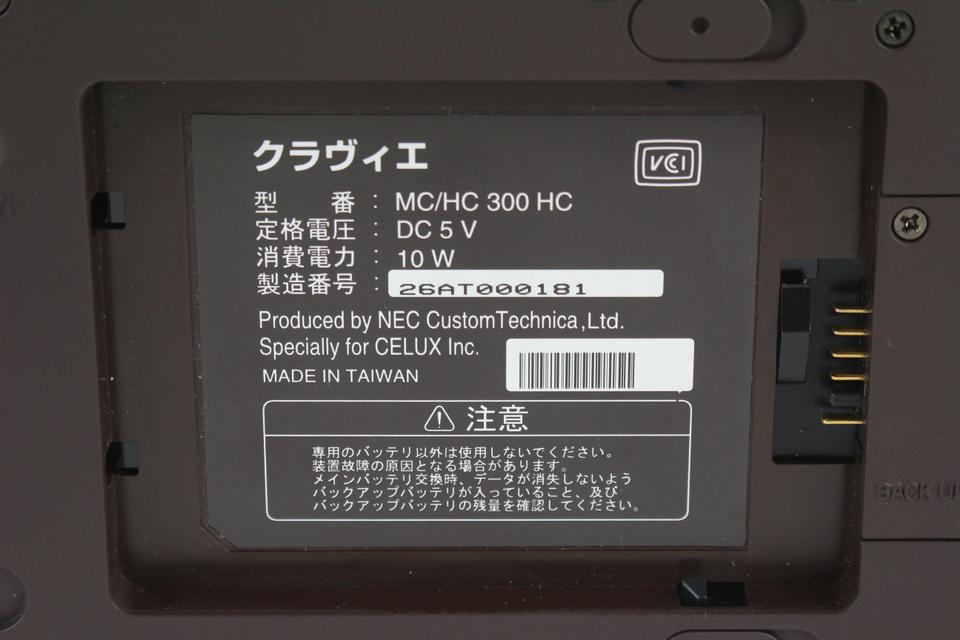 クラヴィエ
VCI
型 番 : MC/HC 300 HC
定格電圧 : DC 5 V
消費電力 : 10 W
製造番号 : 26AT000181
Produced by NEC CustomTechnica,Ltd.
Specially for CELUX Inc.
MADE IN TAIWAN
注意
専用のバッテリ以外は使用しないでください。
装置故障の原因となる場合があります。
メインバッテリ交換時、データが消失しないよう
バックアップバッテリが入っていること、及び
バックアップバッテリの残量を確認してください。
BACK UP